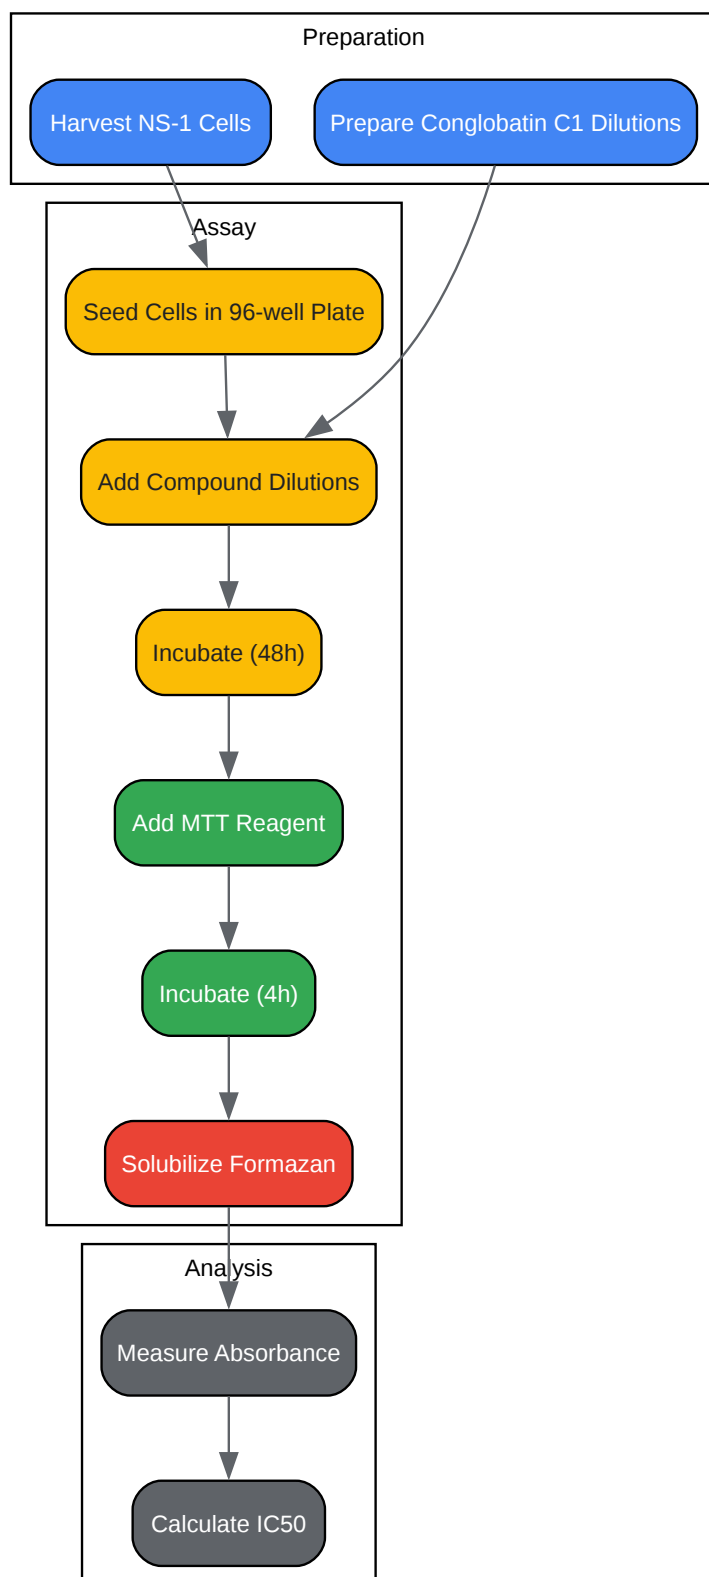 Preparation
Harvest NS-1 Cells
Prepare Conglobatin C1 Dilutions
Assay
Seed Cells in 96-well Plate
Add Compound Dilutions
Incubate (48h)
Add MTT Reagent
Incubate (4h)
Solubilize Formazan
Analysis
Measure Absorbance
Calculate IC50